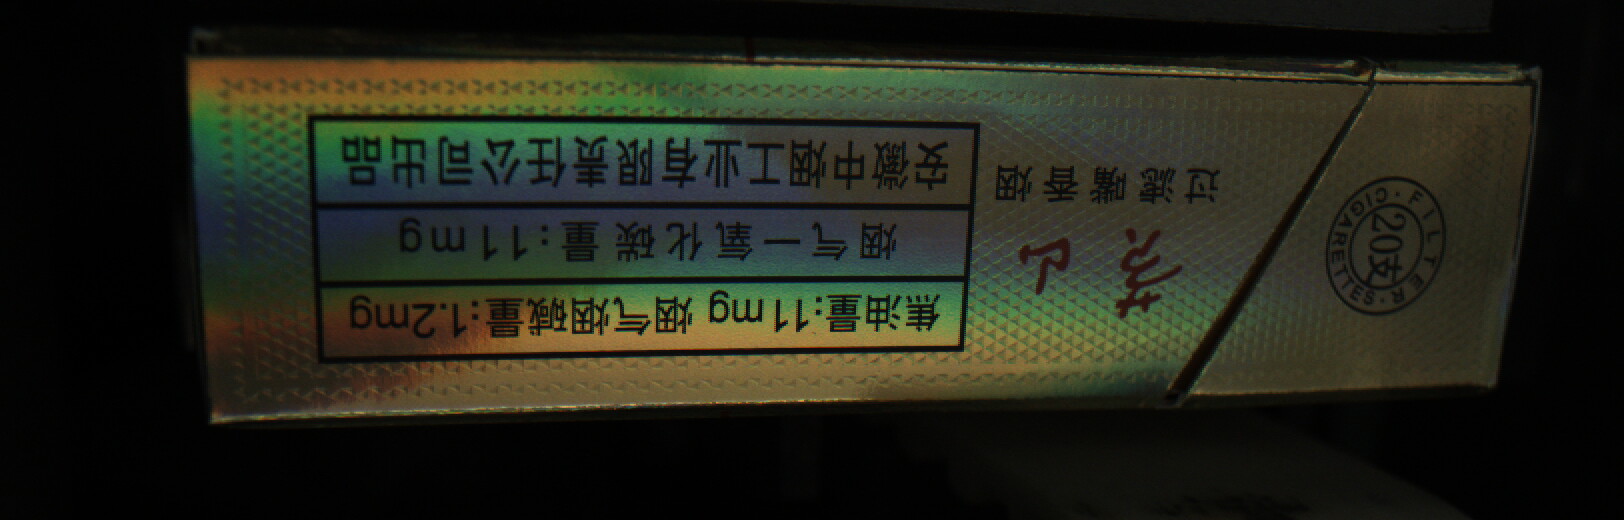 FILTER · CIGARETTES ·
20支
黄山
过滤嘴香烟
焦油量:11mg 烟气烟碱量:1.2mg
烟气一氧化碳量:11mg
安徽中烟工业有限责任公司出品